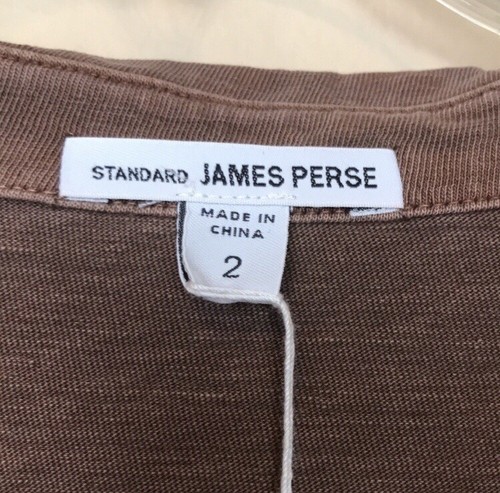 STANDARD JAMES PERSE
MADE IN
CHINA
2